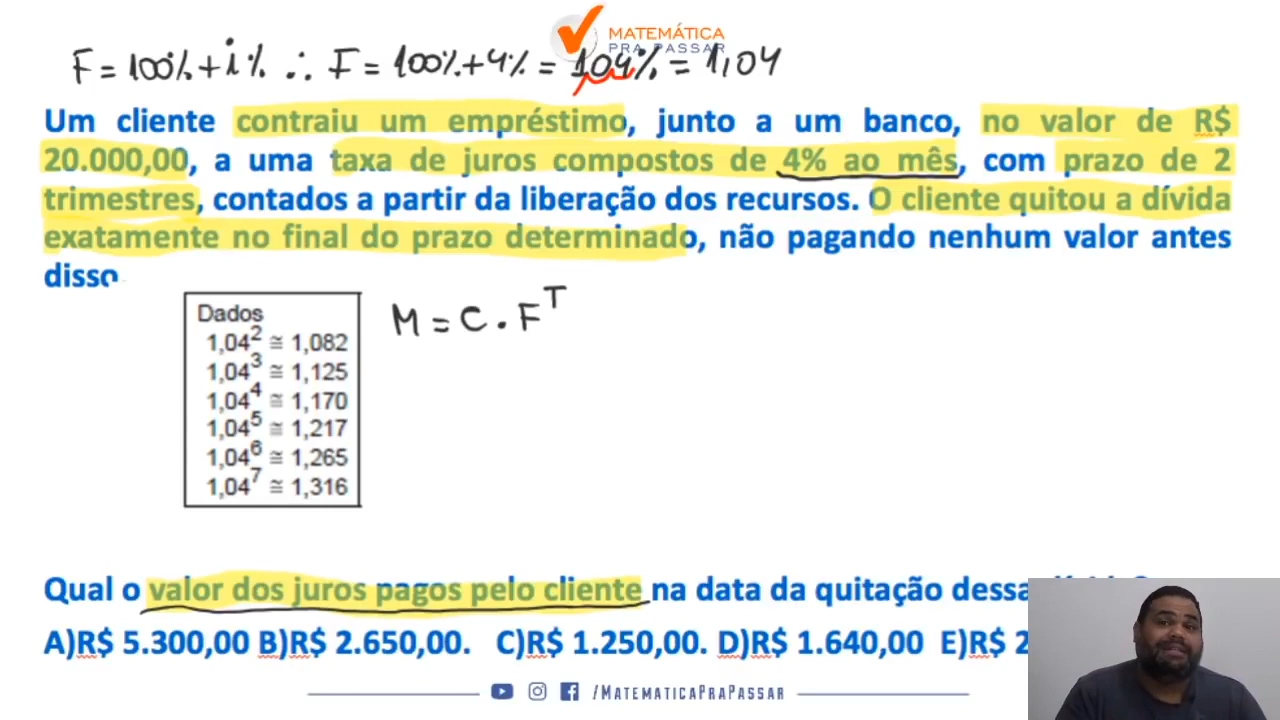 MATEMÁTICA
PRA PASSAR
F = 100% + i% ∴ F = 100% + 4% = 104% = 1,04
Um cliente contraiu um empréstimo, junto a um banco, no valor de R$
20.000,00, a uma taxa de juros compostos de 4% ao mês, com prazo de 2
trimestres, contados a partir da liberação dos recursos. O cliente quitou a dívida
exatamente no final do prazo determinado, não pagando nenhum valor antes
disso
Dados
1,04² ≅ 1,082
1,04³ ≅ 1,125
1,04⁴ ≅ 1,170
1,04⁵ ≅ 1,217
1,04⁶ ≅ 1,265
1,04⁷ ≅ 1,316
M = C . F^T
Qual o valor dos juros pagos pelo cliente na data da quitação dessa
A)R$ 5.300,00 B)R$ 2.650,00. C)R$ 1.250,00. D)R$ 1.640,00 E)R$
/MATEMATICAPRAPASSAR